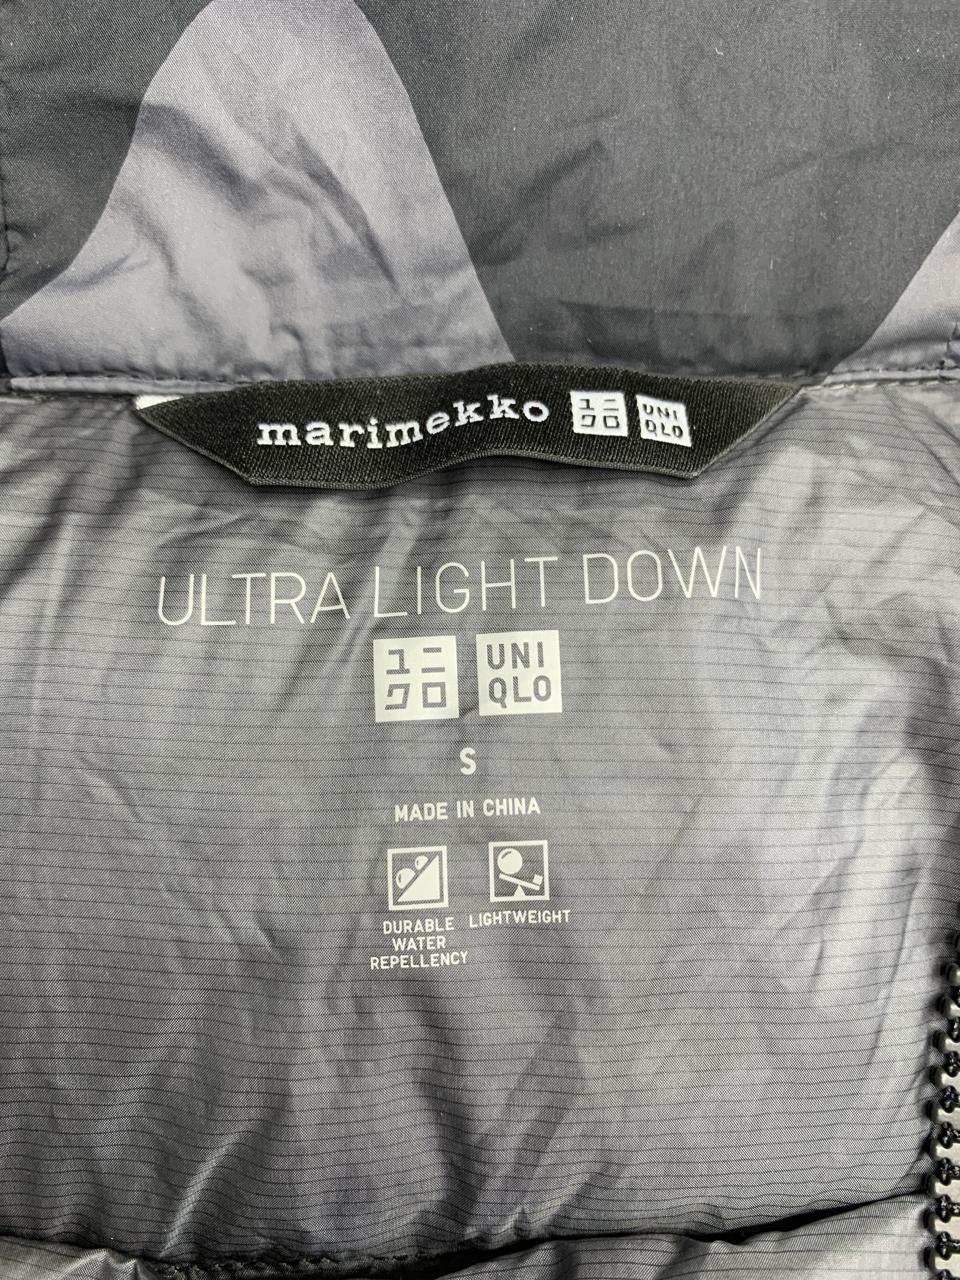 marimekko ユニ UNI
クロ QLO
ULTRA LIGHT DOWN
ユニ UNI
クロ QLO
S
MADE IN CHINA
DURABLE LIGHTWEIGHT
WATER
REPELLENCY